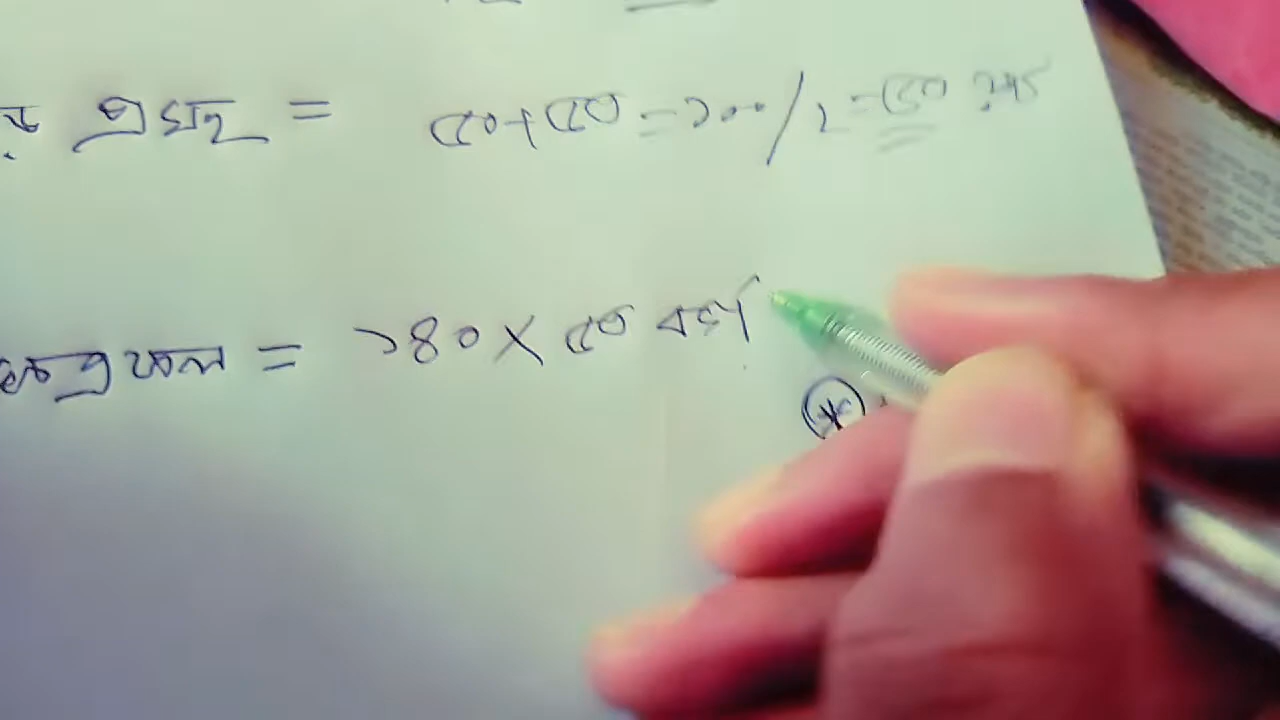 প্রস্থ = ৫০+৫০ = ১০০/২ = ৫০ ফুট
ক্ষেত্রফল = ১৪০ X ৫০ বর্গ